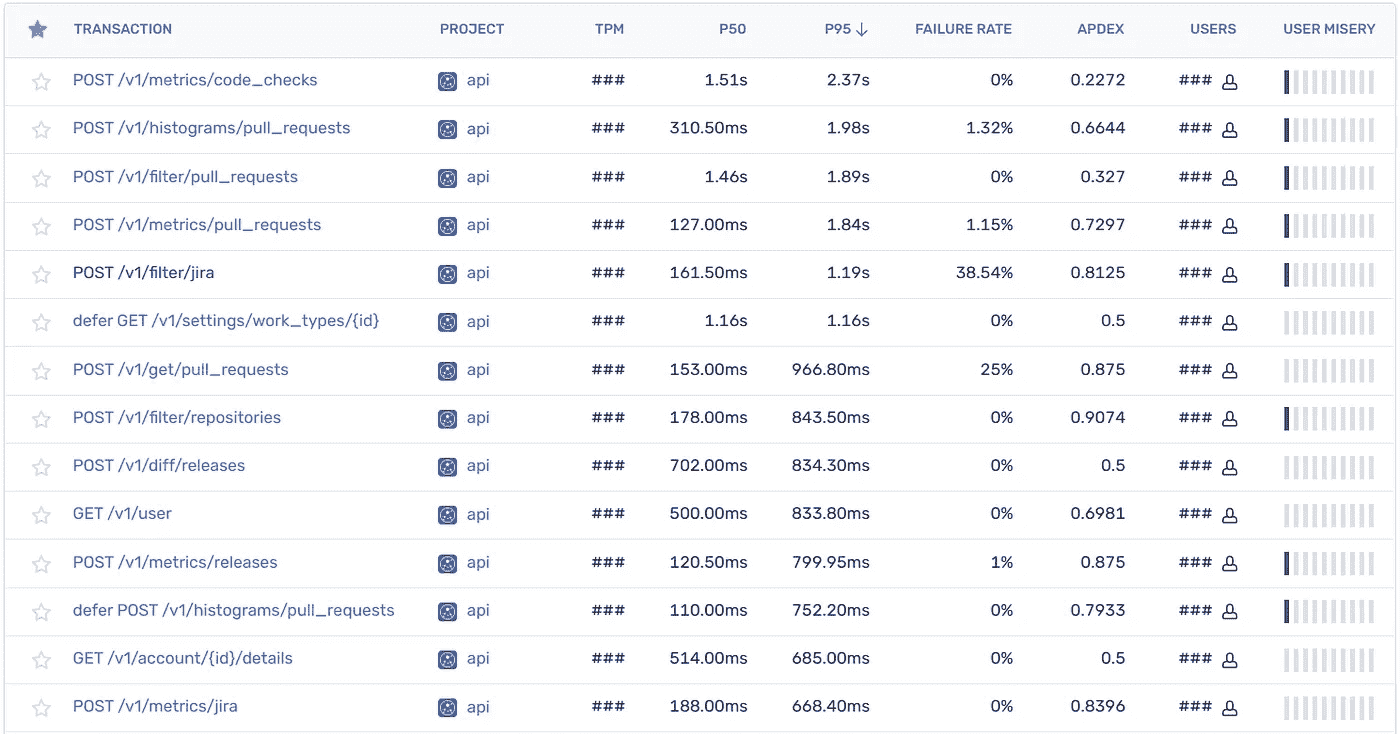 TRANSACTION PROJECT TPM P50 P95 ↓ FAILURE RATE APDEX USERS USER MISERY
POST /v1/metrics/code_checks api ### 1.51s 2.37s 0% 0.2272 ###
POST /v1/histograms/pull_requests api ### 310.50ms 1.98s 1.32% 0.6644 ###
POST /v1/filter/pull_requests api ### 1.46s 1.89s 0% 0.327 ###
POST /v1/metrics/pull_requests api ### 127.00ms 1.84s 1.15% 0.7297 ###
POST /v1/filter/jira api ### 161.50ms 1.19s 38.54% 0.8125 ###
defer GET /v1/settings/work_types/{id} api ### 1.16s 1.16s 0% 0.5 ###
POST /v1/get/pull_requests api ### 153.00ms 966.80ms 25% 0.875 ###
POST /v1/filter/repositories api ### 178.00ms 843.50ms 0% 0.9074 ###
POST /v1/diff/releases api ### 702.00ms 834.30ms 0% 0.5 ###
GET /v1/user api ### 500.00ms 833.80ms 0% 0.6981 ###
POST /v1/metrics/releases api ### 120.50ms 799.95ms 1% 0.875 ###
defer POST /v1/histograms/pull_requests api ### 110.00ms 752.20ms 0% 0.7933 ###
GET /v1/account/{id}/details api ### 514.00ms 685.00ms 0% 0.5 ###
POST /v1/metrics/jira api ### 188.00ms 668.40ms 0% 0.8396 ###